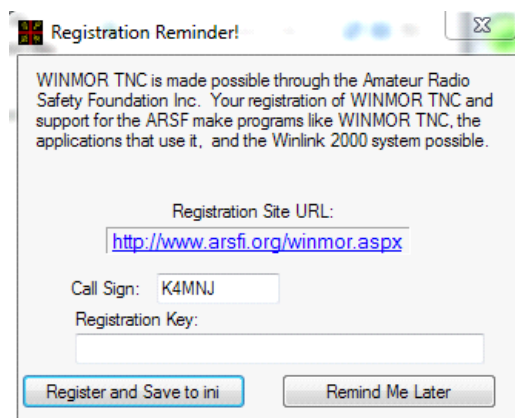 Registration Reminder!
WINMOR TNC is made possible through the Amateur Radio
Safety Foundation Inc.  Your registration of WINMOR TNC and
support for the ARSF make programs like WINMOR TNC, the
applications that use it,  and the Winlink 2000 system possible.
Registration Site URL:
http://www.arsfi.org/winmor.aspx
Call Sign: K4MNJ
Registration Key:
Register and Save to ini Remind Me Later